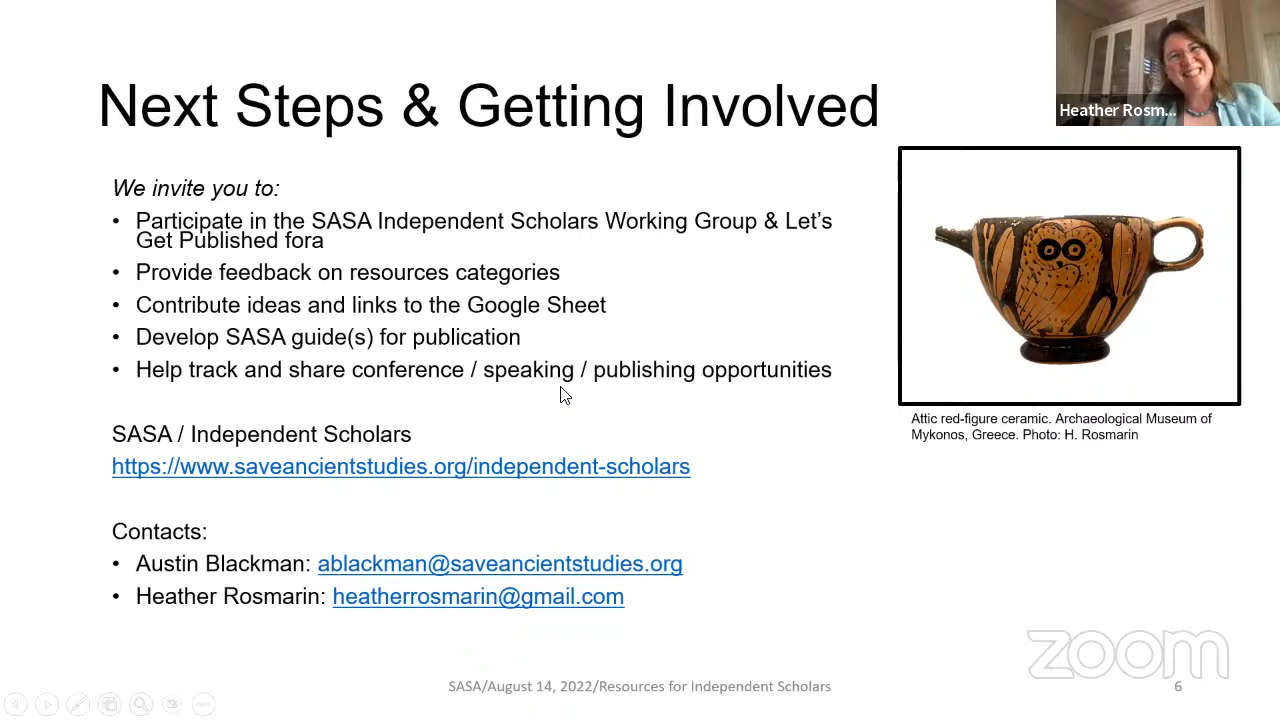 Next Steps & Getting Involved
Heather Rosm...
We invite you to:
• Participate in the SASA Independent Scholars Working Group & Let’s
Get Published fora
• Provide feedback on resources categories
• Contribute ideas and links to the Google Sheet
• Develop SASA guide(s) for publication
• Help track and share conference / speaking / publishing opportunities
Attic red-figure ceramic. Archaeological Museum of
Mykonos, Greece. Photo: H. Rosmarin
SASA / Independent Scholars
https://www.saveancientstudies.org/independent-scholars
Contacts:
• Austin Blackman: ablackman@saveancientstudies.org
• Heather Rosmarin: heatherrosmarin@gmail.com
zoom
SASA/August 14, 2022/Resources for Independent Scholars
6